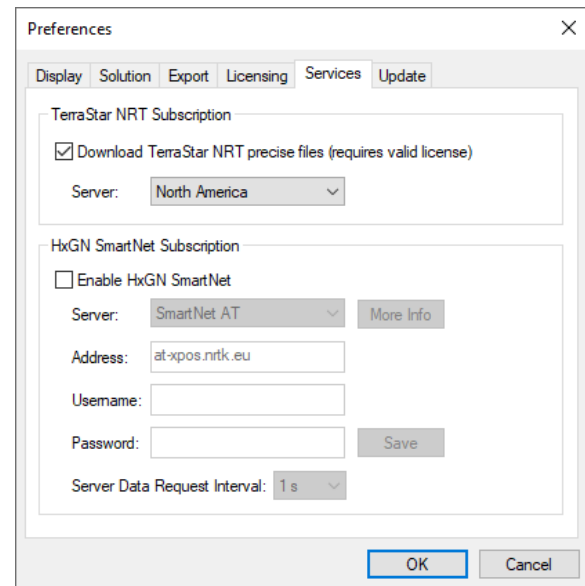 Preferences
Display Solution Export Licensing Services Update
TerraStar NRT Subscription
Download TerraStar NRT precise files (requires valid license)
Server: North America
HxGN SmartNet Subscription
Enable HxGN SmartNet
Server: SmartNet AT More Info
Address: at-xpos.nrtk.eu
Username:
Password: Save
Server Data Request Interval: 1 s
OK Cancel